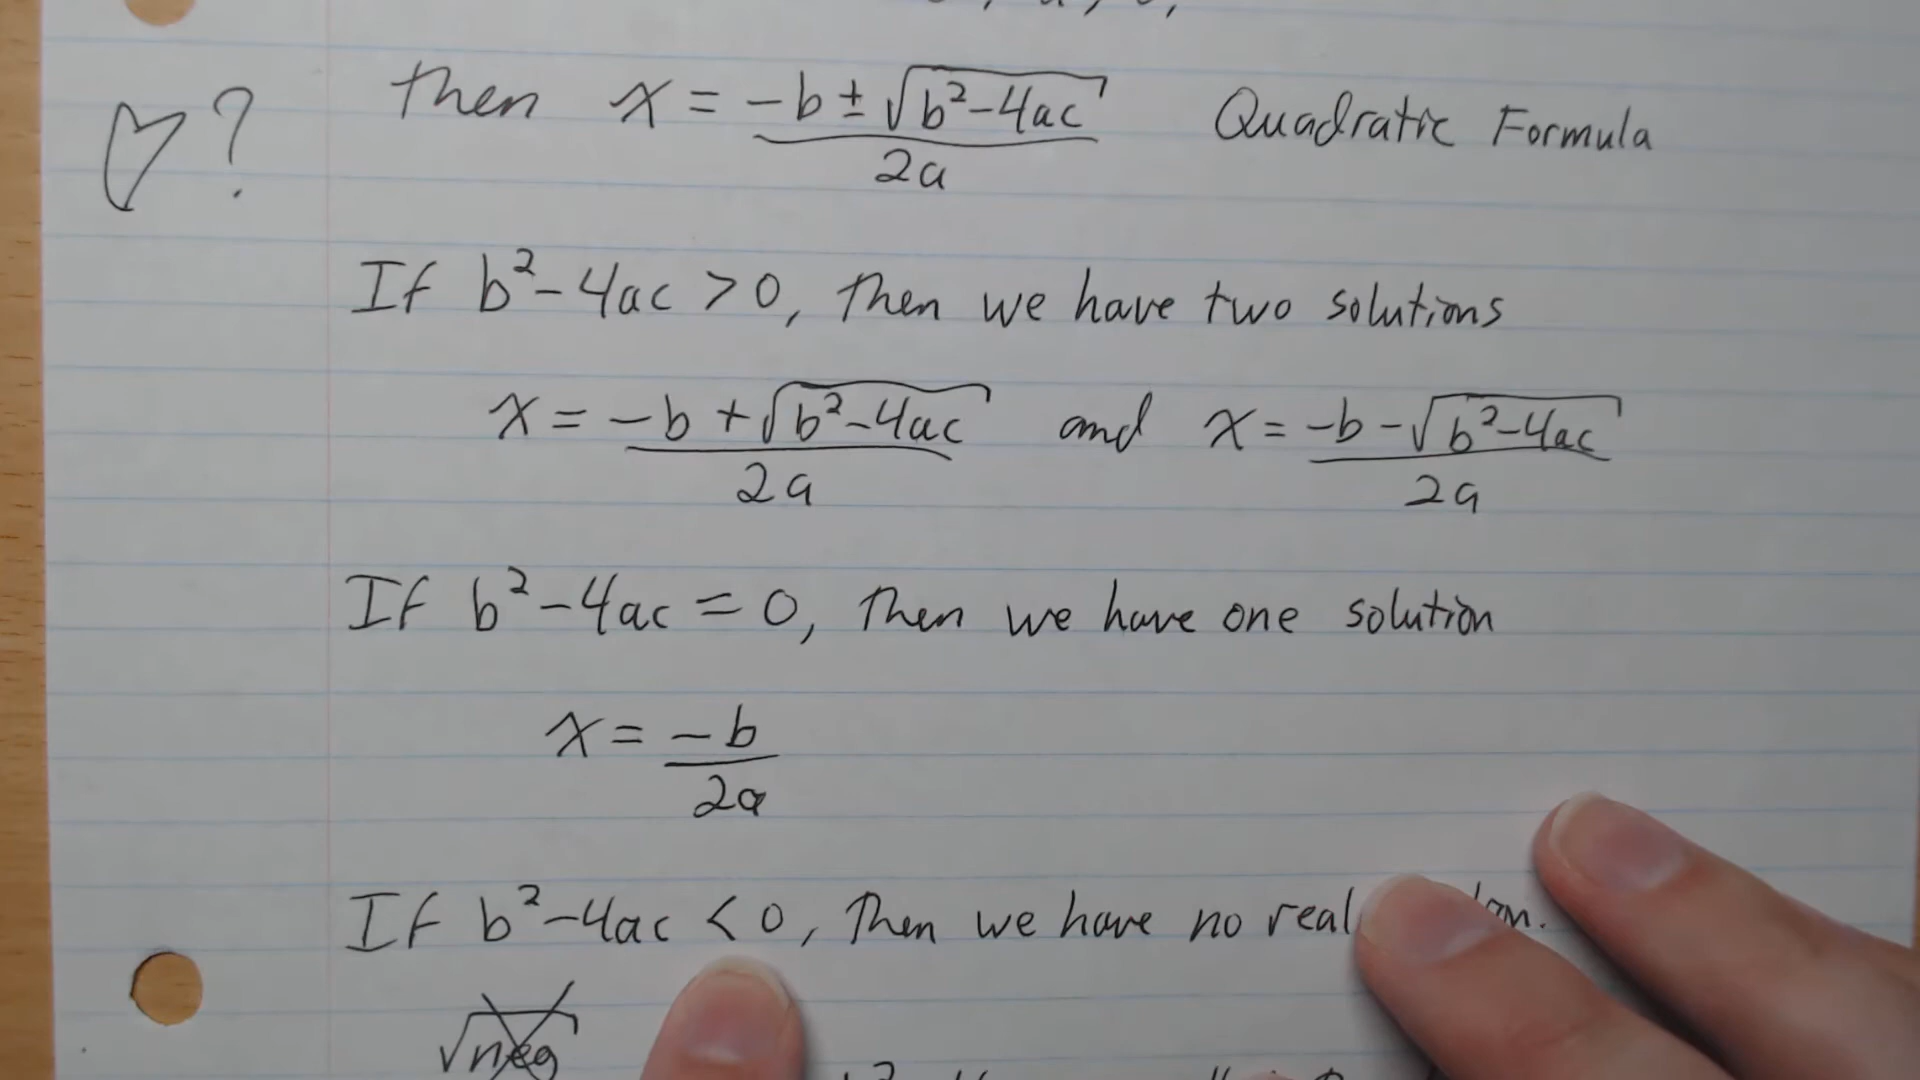 then x = -b ± √(b² - 4ac) / 2a Quadratic Formula
?
If b² - 4ac > 0, then we have two solutions
x = -b + √(b² - 4ac) / 2a and x = -b - √(b² - 4ac) / 2a
If b² - 4ac = 0, then we have one solution
x = -b / 2a
If b² - 4ac < 0, then we have no real
√neg